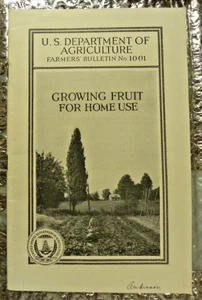 U. S. DEPARTMENT OF
AGRICULTURE
FARMERS' BULLETIN No. 1001
GROWING FRUIT
FOR HOME USE